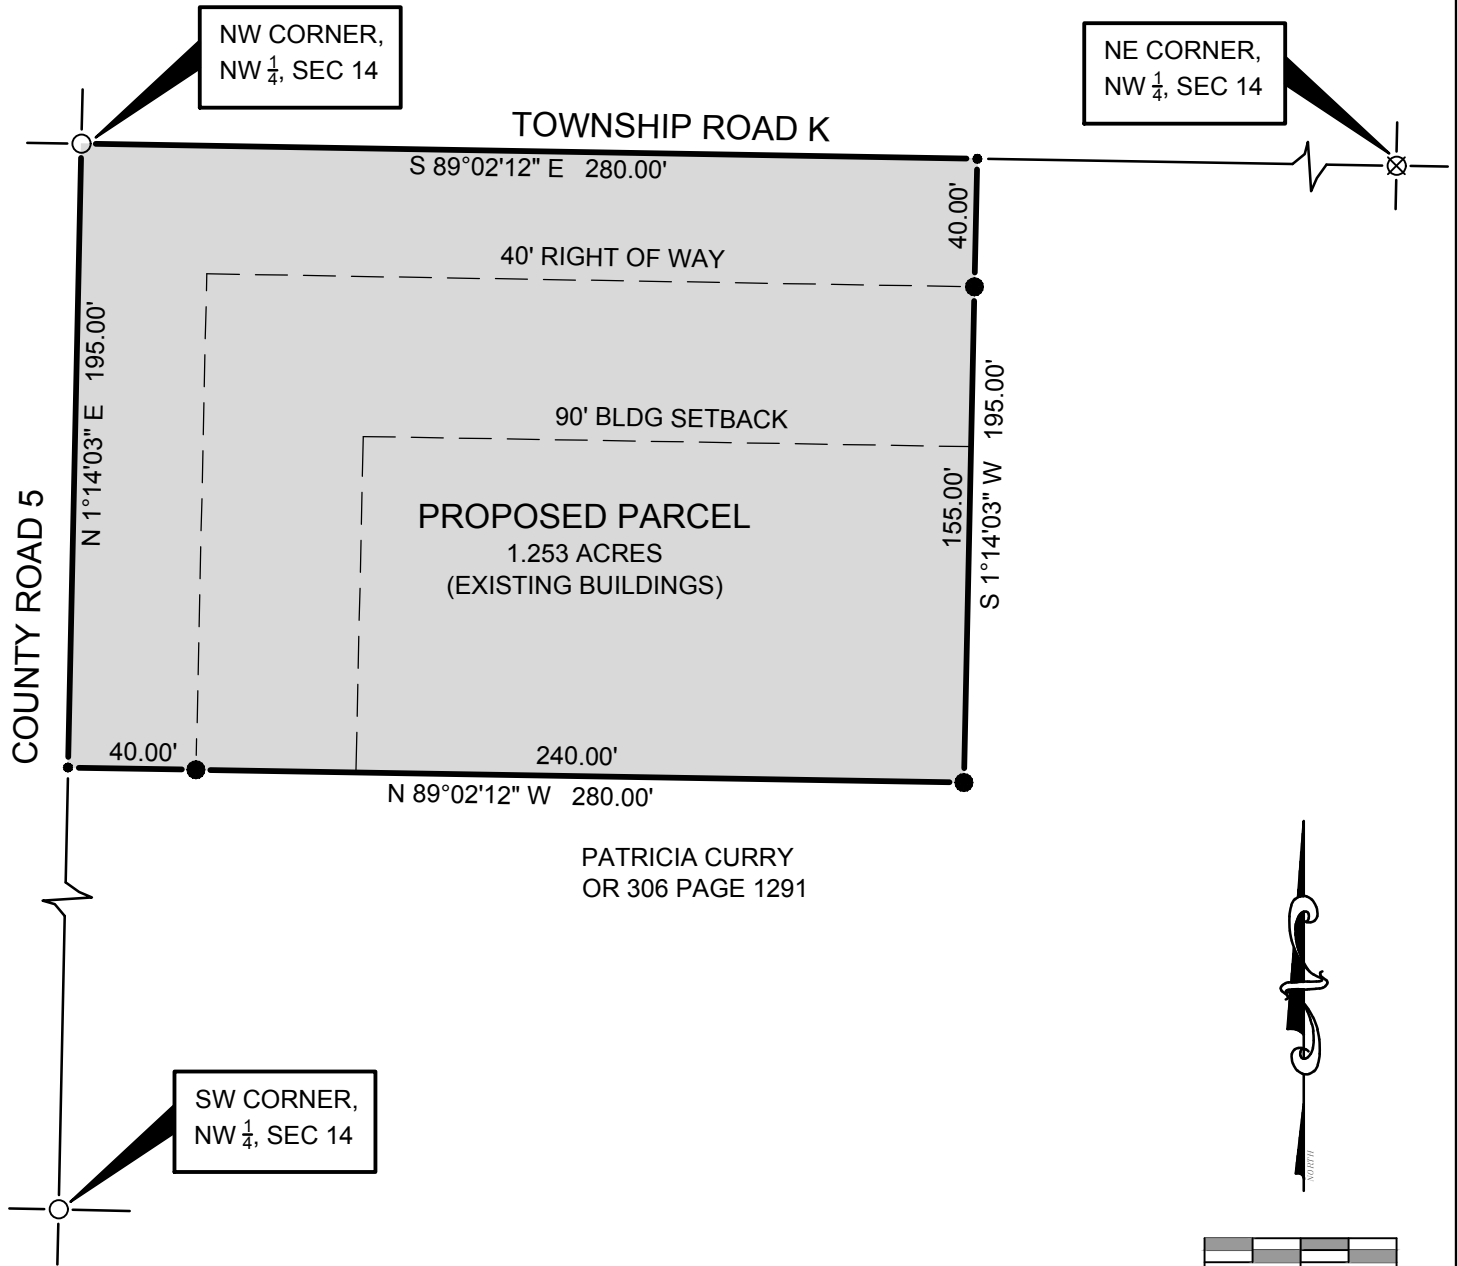 NW CORNER,
NW 1/4, SEC 14
NE CORNER,
NW 1/4, SEC 14
TOWNSHIP ROAD K
S 89°02'12" E 280.00'
40.00'
40' RIGHT OF WAY
N 1°14'03" E 195.00'
90' BLDG SETBACK
S 1°14'03" W 195.00'
155.00'
COUNTY ROAD 5
PROPOSED PARCEL
1.253 ACRES
(EXISTING BUILDINGS)
40.00'
240.00'
N 89°02'12" W 280.00'
PATRICIA CURRY
OR 306 PAGE 1291
SW CORNER,
NW 1/4, SEC 14
NORTH